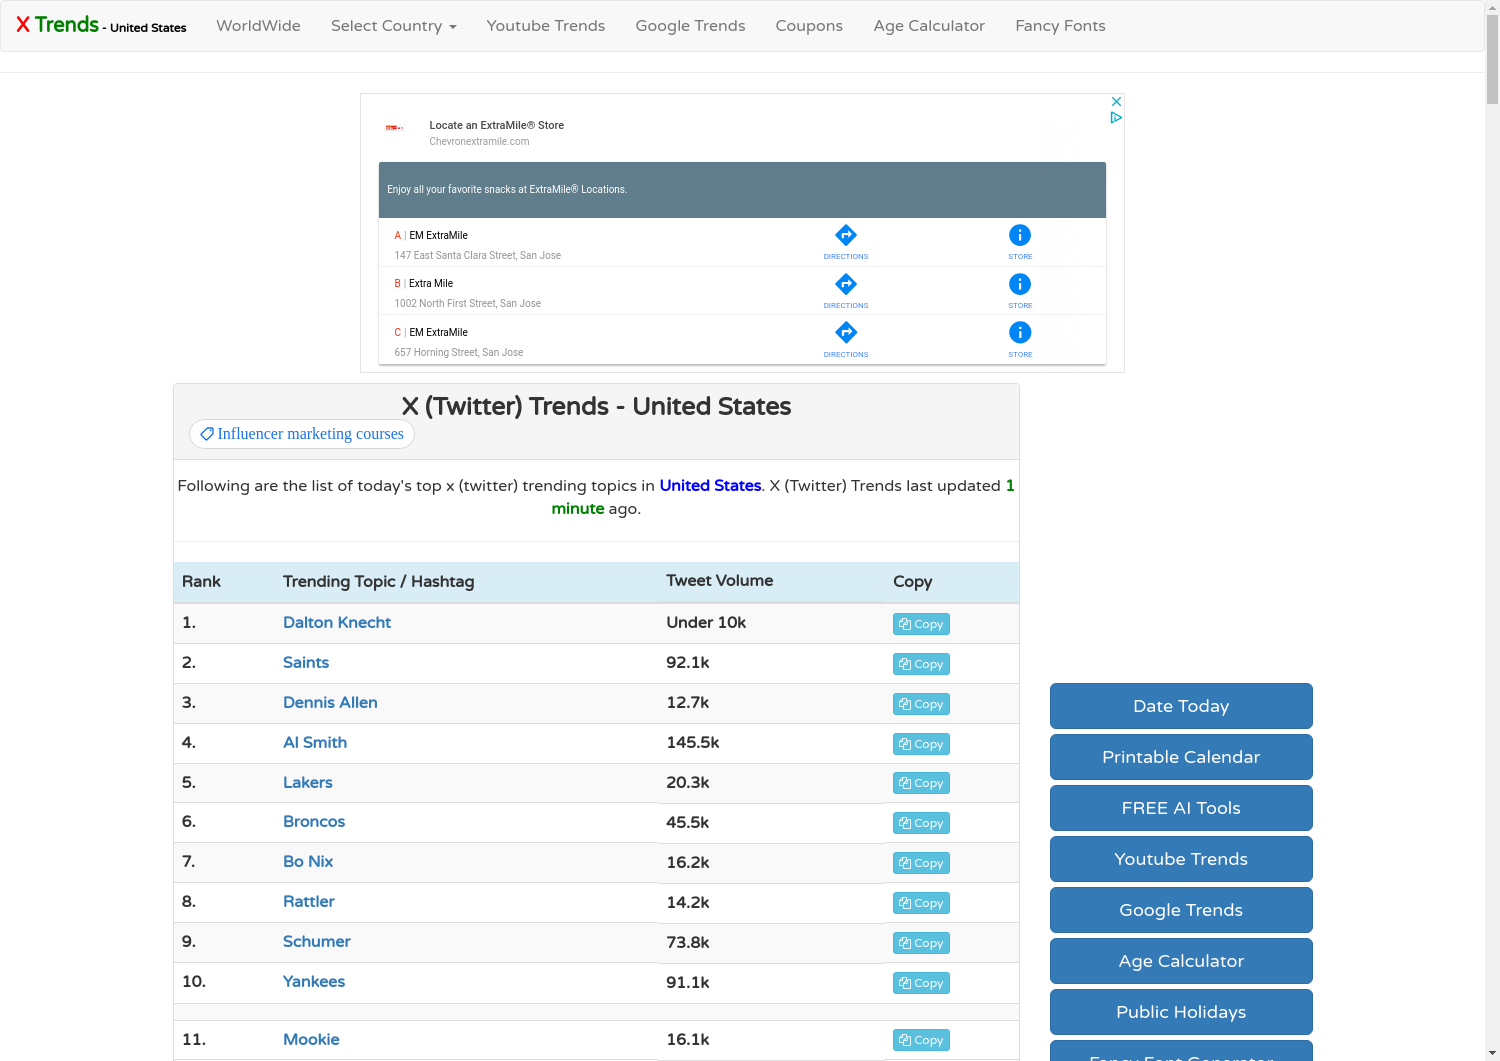 X Trends - United States WorldWide Select Country Youtube Trends Google Trends Coupons Age Calculator Fancy Fonts
Locate an ExtraMile® Store
Chevronextramile.com
Enjoy all your favorite snacks at ExtraMile® Locations.
A | EM ExtraMile
147 East Santa Clara Street, San Jose
DIRECTIONS STORE
B | Extra Mile
1002 North First Street, San Jose
DIRECTIONS STORE
C | EM ExtraMile
657 Horning Street, San Jose
DIRECTIONS STORE
X (Twitter) Trends - United States
Influencer marketing courses
Following are the list of today's top x (twitter) trending topics in United States. X (Twitter) Trends last updated 1
minute ago.
Rank Trending Topic / Hashtag Tweet Volume Copy
1. Dalton Knecht Under 10k Copy
2. Saints 92.1k Copy
3. Dennis Allen 12.7k Copy
4. Al Smith 145.5k Copy
5. Lakers 20.3k Copy
6. Broncos 45.5k Copy
7. Bo Nix 16.2k Copy
8. Rattler 14.2k Copy
9. Schumer 73.8k Copy
10. Yankees 91.1k Copy
11. Mookie 16.1k Copy
Date Today
Printable Calendar
FREE AI Tools
Youtube Trends
Google Trends
Age Calculator
Public Holidays
Fancy Font Generator